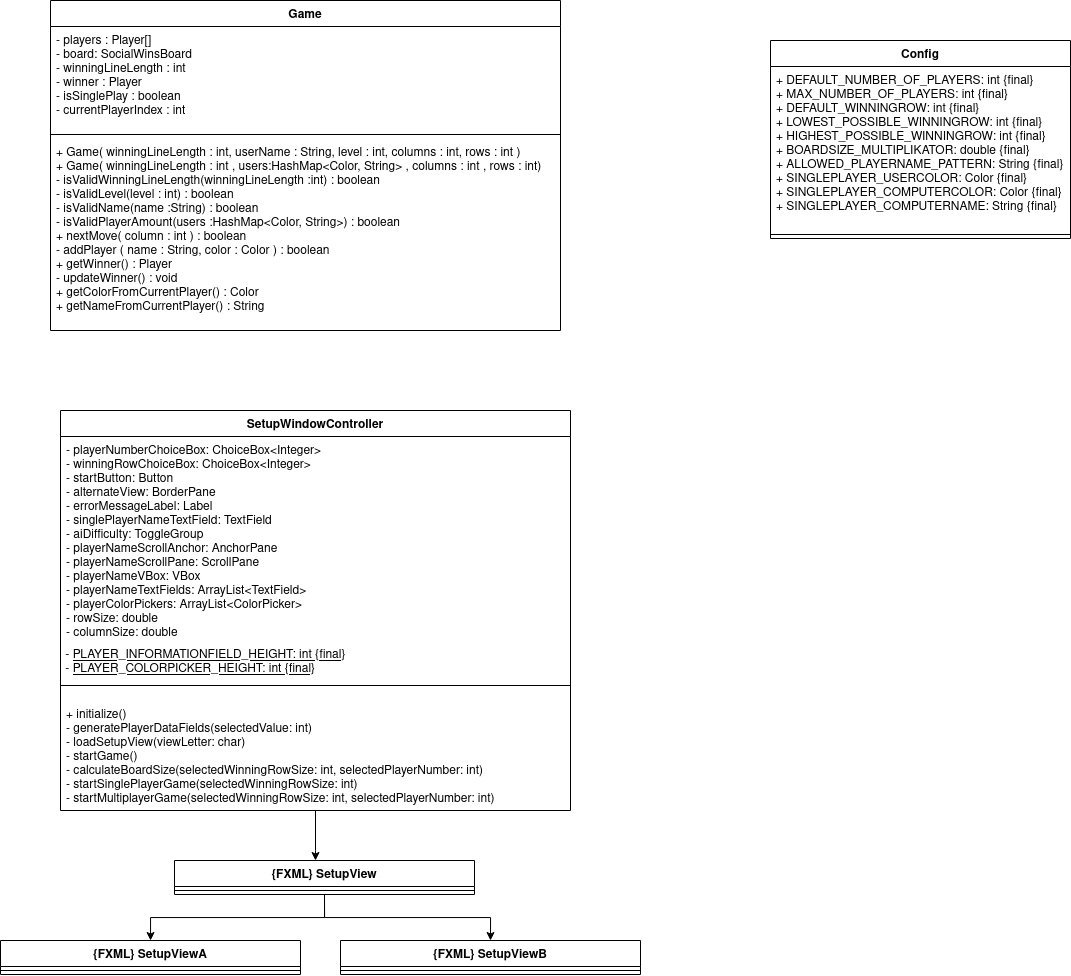 Game
- players : Player[]
- board: SocialWinsBoard
- winningLineLength : int
- winner : Player
- isSinglePlay : boolean
- currentPlayerIndex : int
+ Game( winningLineLength : int, userName : String, level : int, columns : int, rows : int )
+ Game( winningLineLength : int , users:HashMap<Color, String> , columns : int , rows : int)
- isValidWinningLineLength(winningLineLength :int) : boolean
- isValidLevel(level : int) : boolean
- isValidName(name :String) : boolean
- isValidPlayerAmount(users :HashMap<Color, String>) : boolean
+ nextMove( column : int ) : boolean
- addPlayer ( name : String, color : Color ) : boolean
+ getWinner() : Player
- updateWinner() : void
+ getColorFromCurrentPlayer() : Color
+ getNameFromCurrentPlayer() : String
Config
+ DEFAULT_NUMBER_OF_PLAYERS: int {final}
+ MAX_NUMBER_OF_PLAYERS: int {final}
+ DEFAULT_WINNINGROW: int {final}
+ LOWEST_POSSIBLE_WINNINGROW: int {final}
+ HIGHEST_POSSIBLE_WINNINGROW: int {final}
+ BOARDSIZE_MULTIPLIKATOR: double {final}
+ ALLOWED_PLAYERNAME_PATTERN: String {final}
+ SINGLEPLAYER_USERCOLOR: Color {final}
+ SINGLEPLAYER_COMPUTERCOLOR: Color {final}
+ SINGLEPLAYER_COMPUTERNAME: String {final}
SetupWindowController
- playerNumberChoiceBox: ChoiceBox<Integer>
- winningRowChoiceBox: ChoiceBox<Integer>
- startButton: Button
- alternateView: BorderPane
- errorMessageLabel: Label
- singlePlayerNameTextField: TextField
- aiDifficulty: ToggleGroup
- playerNameScrollAnchor: AnchorPane
- playerNameScrollPane: ScrollPane
- playerNameVBox: VBox
- playerNameTextFields: ArrayList<TextField>
- playerColorPickers: ArrayList<ColorPicker>
- rowSize: double
- columnSize: double
- PLAYER_INFORMATIONFIELD_HEIGHT: int {final}
- PLAYER_COLORPICKER_HEIGHT: int {final}
+ initialize()
- generatePlayerDataFields(selectedValue: int)
- loadSetupView(viewLetter: char)
- startGame()
- calculateBoardSize(selectedWinningRowSize: int, selectedPlayerNumber: int)
- startSinglePlayerGame(selectedWinningRowSize: int)
- startMultiplayerGame(selectedWinningRowSize: int, selectedPlayerNumber: int)
{FXML} SetupView
{FXML} SetupViewA
{FXML} SetupViewB